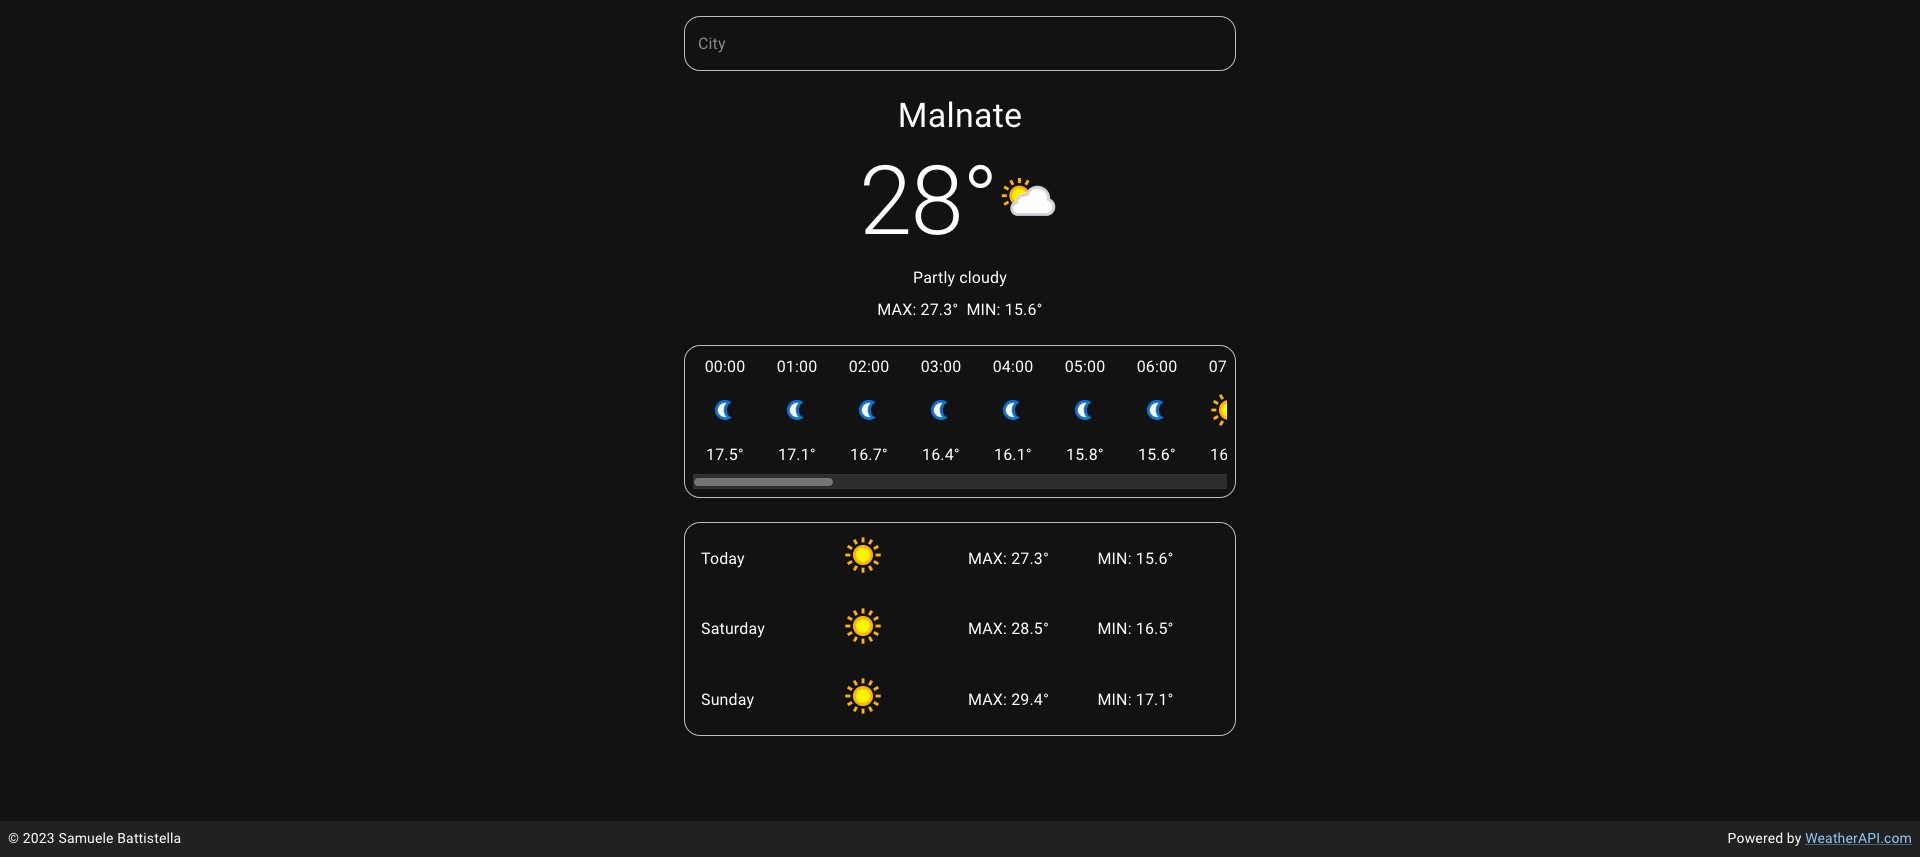 City
Malnate
28°
Partly cloudy
MAX: 27.3° MIN: 15.6°
00:00 01:00 02:00 03:00 04:00 05:00 06:00 07
17.5° 17.1° 16.7° 16.4° 16.1° 15.8° 15.6° 16
Today MAX: 27.3° MIN: 15.6°
Saturday MAX: 28.5° MIN: 16.5°
Sunday MAX: 29.4° MIN: 17.1°
© 2023 Samuele Battistella Powered by WeatherAPI.com